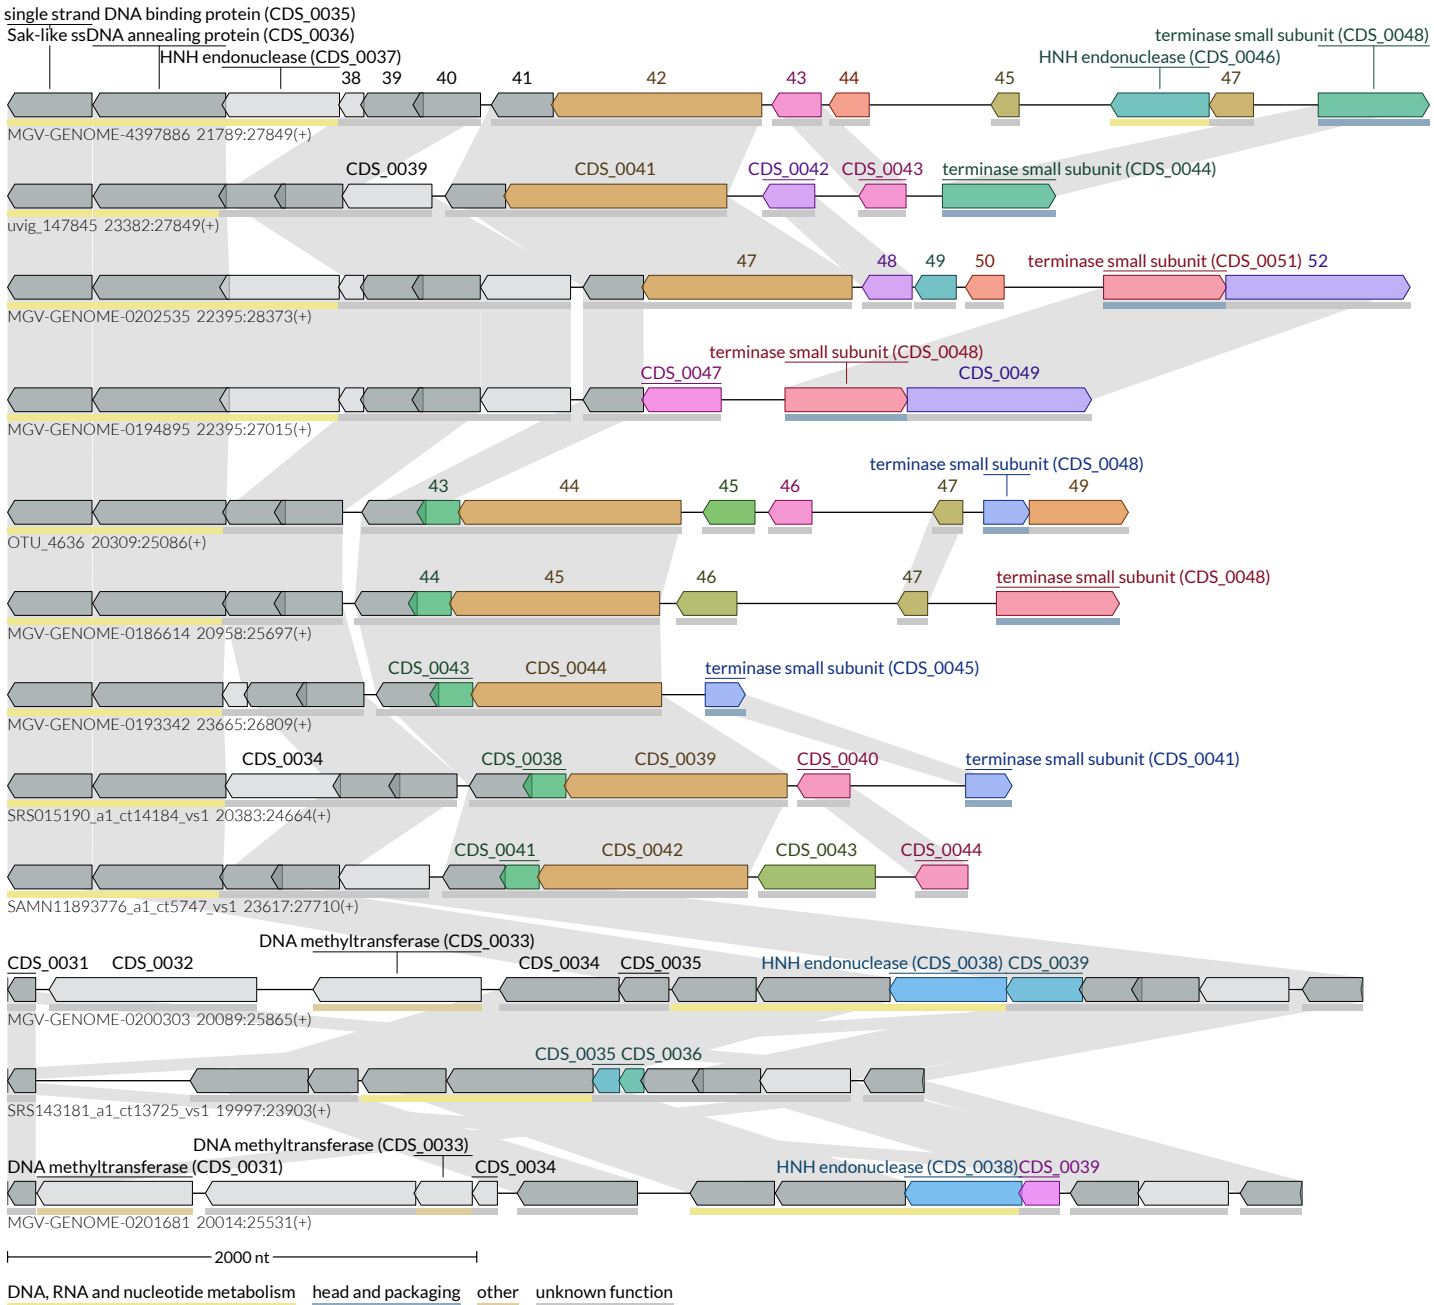 single strand DNA binding protein (CDS_0035)
Sak-like ssDNA annealing protein (CDS_0036)
terminase small subunit (CDS_0048)
HNH endonuclease (CDS_0037)
HNH endonuclease (CDS_0046)
38 39 40 41 42 43 44 45 47
MGV-GENOME-4397886 21789:27849(+)
CDS_0039 CDS_0041 CDS_0042 CDS_0043 terminase small subunit (CDS_0044)
uvig_147845 23382:27849(+)
47 48 49 50 terminase small subunit (CDS_0051) 52
MGV-GENOME-0202535 22395:28373(+)
terminase small subunit (CDS_0048)
CDS_0047 CDS_0049
MGV-GENOME-0194895 22395:27015(+)
terminase small subunit (CDS_0048)
43 44 45 46 47 49
OTU_4636 20309:25086(+)
44 45 46 47 terminase small subunit (CDS_0048)
MGV-GENOME-0186614 20958:25697(+)
CDS_0043 CDS_0044 terminase small subunit (CDS_0045)
MGV-GENOME-0193342 23665:26809(+)
CDS_0034 CDS_0038 CDS_0039 CDS_0040 terminase small subunit (CDS_0041)
SRS015190_a1_ct14184_vs1 20383:24664(+)
CDS_0041 CDS_0042 CDS_0043 CDS_0044
SAMN11893776_a1_ct5747_vs1 23617:27710(+)
DNA methyltransferase (CDS_0033)
CDS_0031 CDS_0032 CDS_0034 CDS_0035 HNH endonuclease (CDS_0038) CDS_0039
MGV-GENOME-0200303 20089:25865(+)
CDS_0035 CDS_0036
SRS143181_a1_ct13725_vs1 19997:23903(+)
DNA methyltransferase (CDS_0033)
DNA methyltransferase (CDS_0031) CDS_0034 HNH endonuclease (CDS_0038) CDS_0039
MGV-GENOME-0201681 20014:25531(+)
2000 nt
DNA, RNA and nucleotide metabolism head and packaging other unknown function